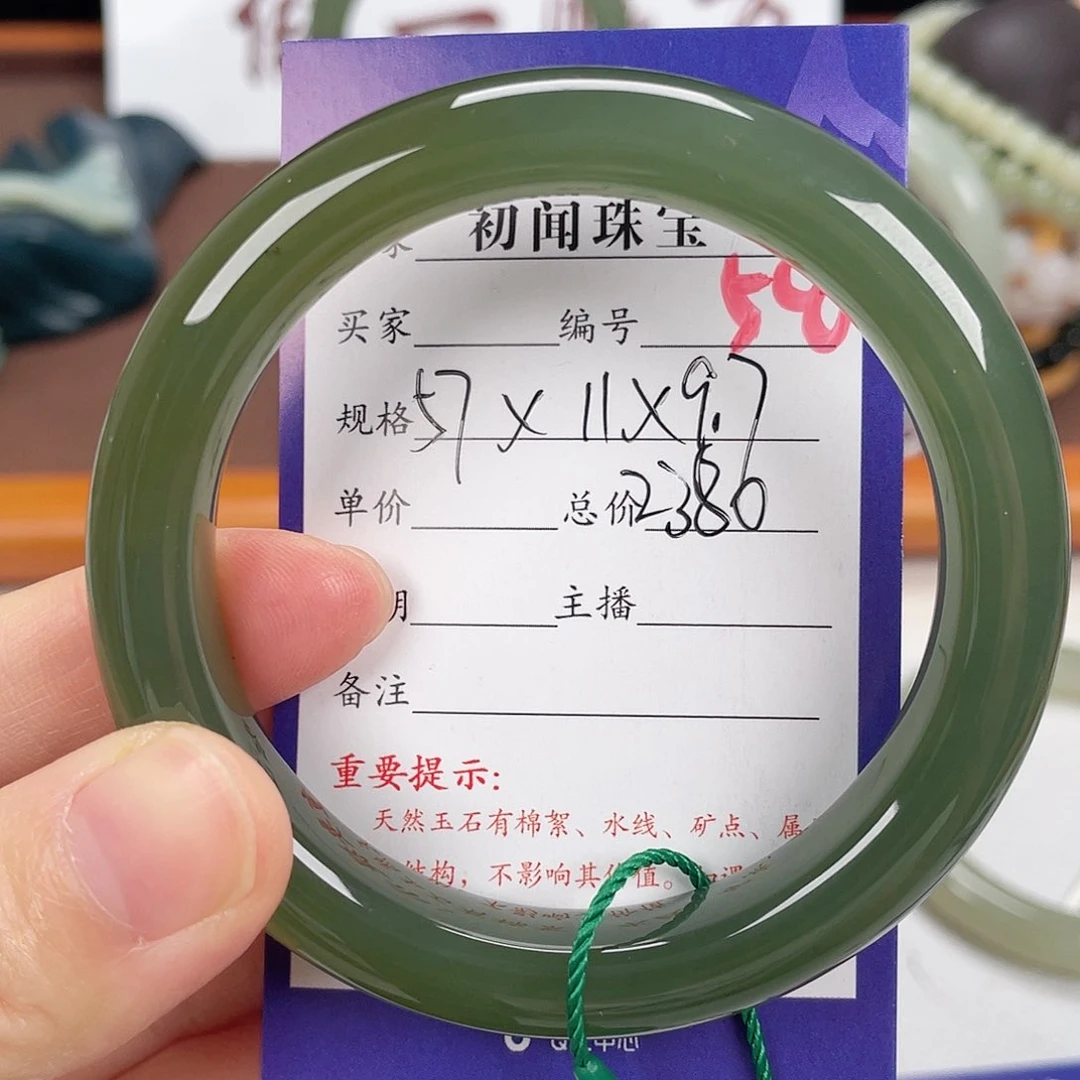 初闻珠宝
买家 编号
规格 57 x 11 x 9.7
单价 总价 2380
主播
备注
重要提示:
天然玉石有棉絮、水线、矿点、属
结构，不影响其价值。